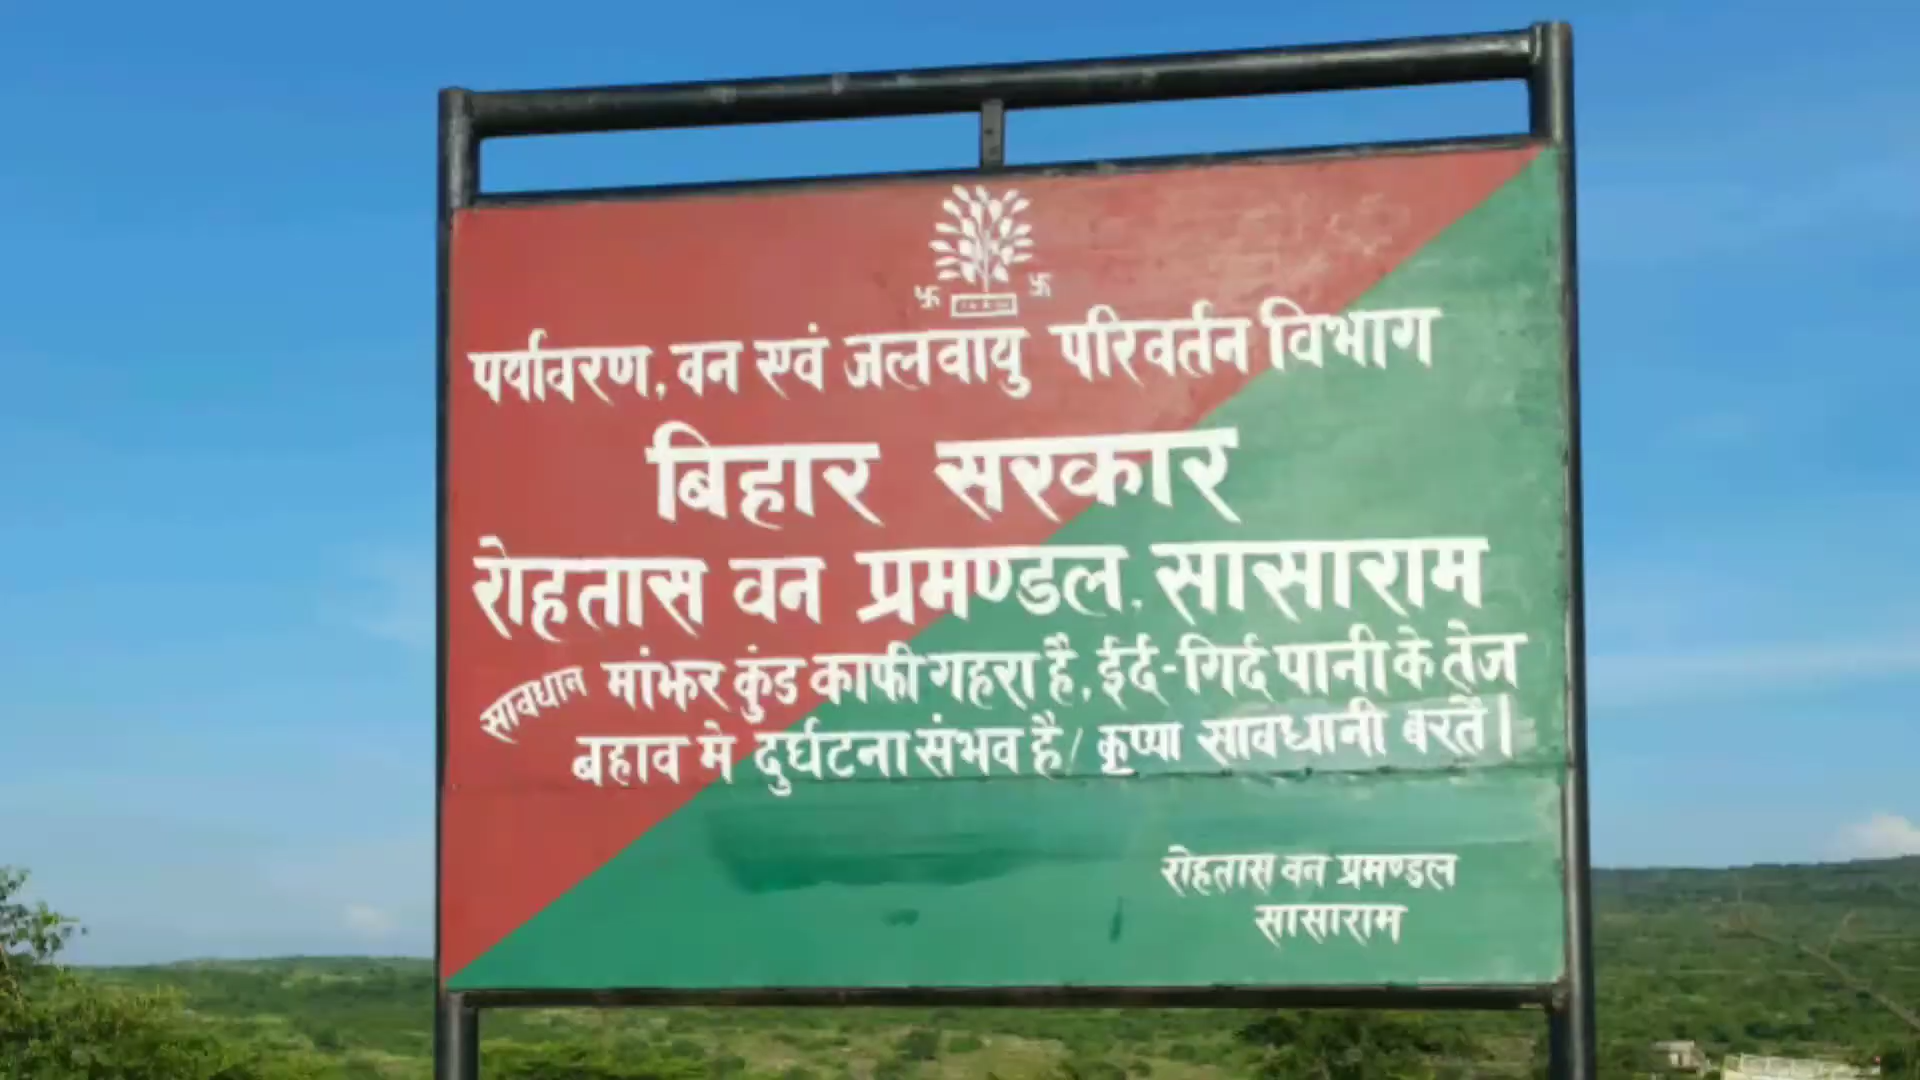 पर्यावरण, वन एवं जलवायु परिवर्तन विभाग
बिहार सरकार
रोहतास वन प्रमण्डल, सासाराम
सावधान मांझर कुंड काफी गहरा है, ईर्द-गिर्द पानी के तेज
बहाव मे दुर्घटना संभव है/ कृप्या सावधानी बरतें।
रोहतास वन प्रमण्डल
सासाराम